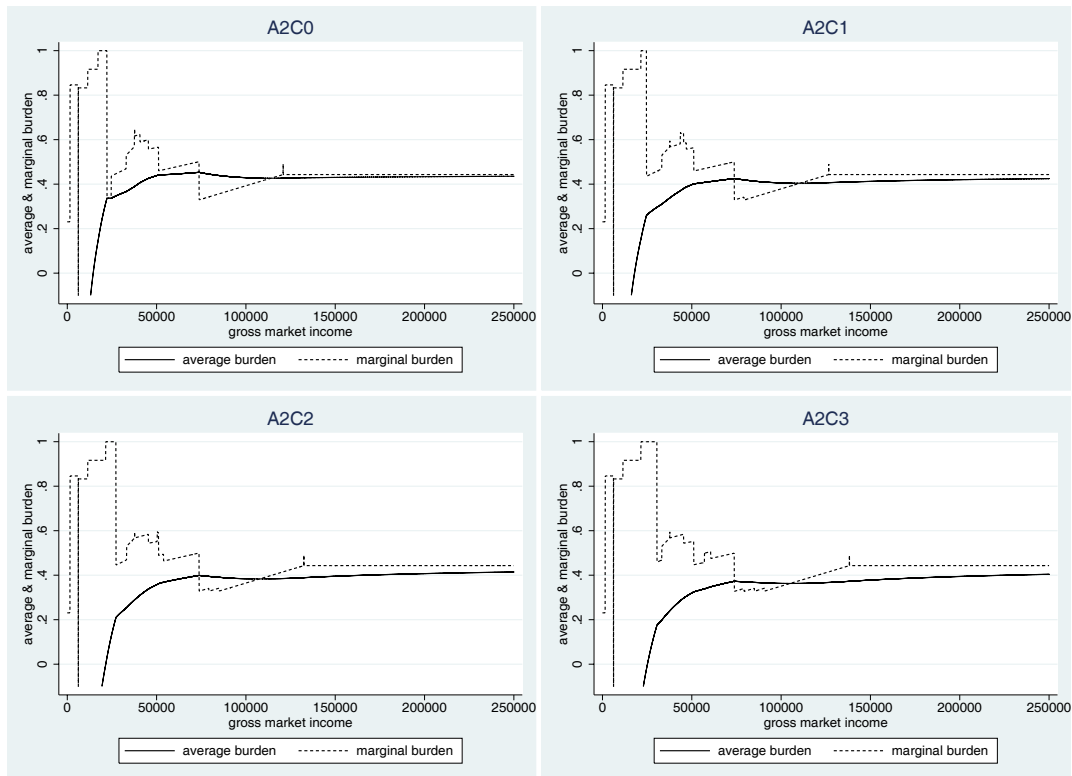 A2C0
average & marginal burden
1
.8
.6
.4
.2
0
0 50000 100000 150000 200000 250000
gross market income
average burden marginal burden
A2C1
average & marginal burden
1
.8
.6
.4
.2
0
0 50000 100000 150000 200000 250000
gross market income
average burden marginal burden
A2C2
average & marginal burden
1
.8
.6
.4
.2
0
0 50000 100000 150000 200000 250000
gross market income
average burden marginal burden
A2C3
average & marginal burden
1
.8
.6
.4
.2
0
0 50000 100000 150000 200000 250000
gross market income
average burden marginal burden